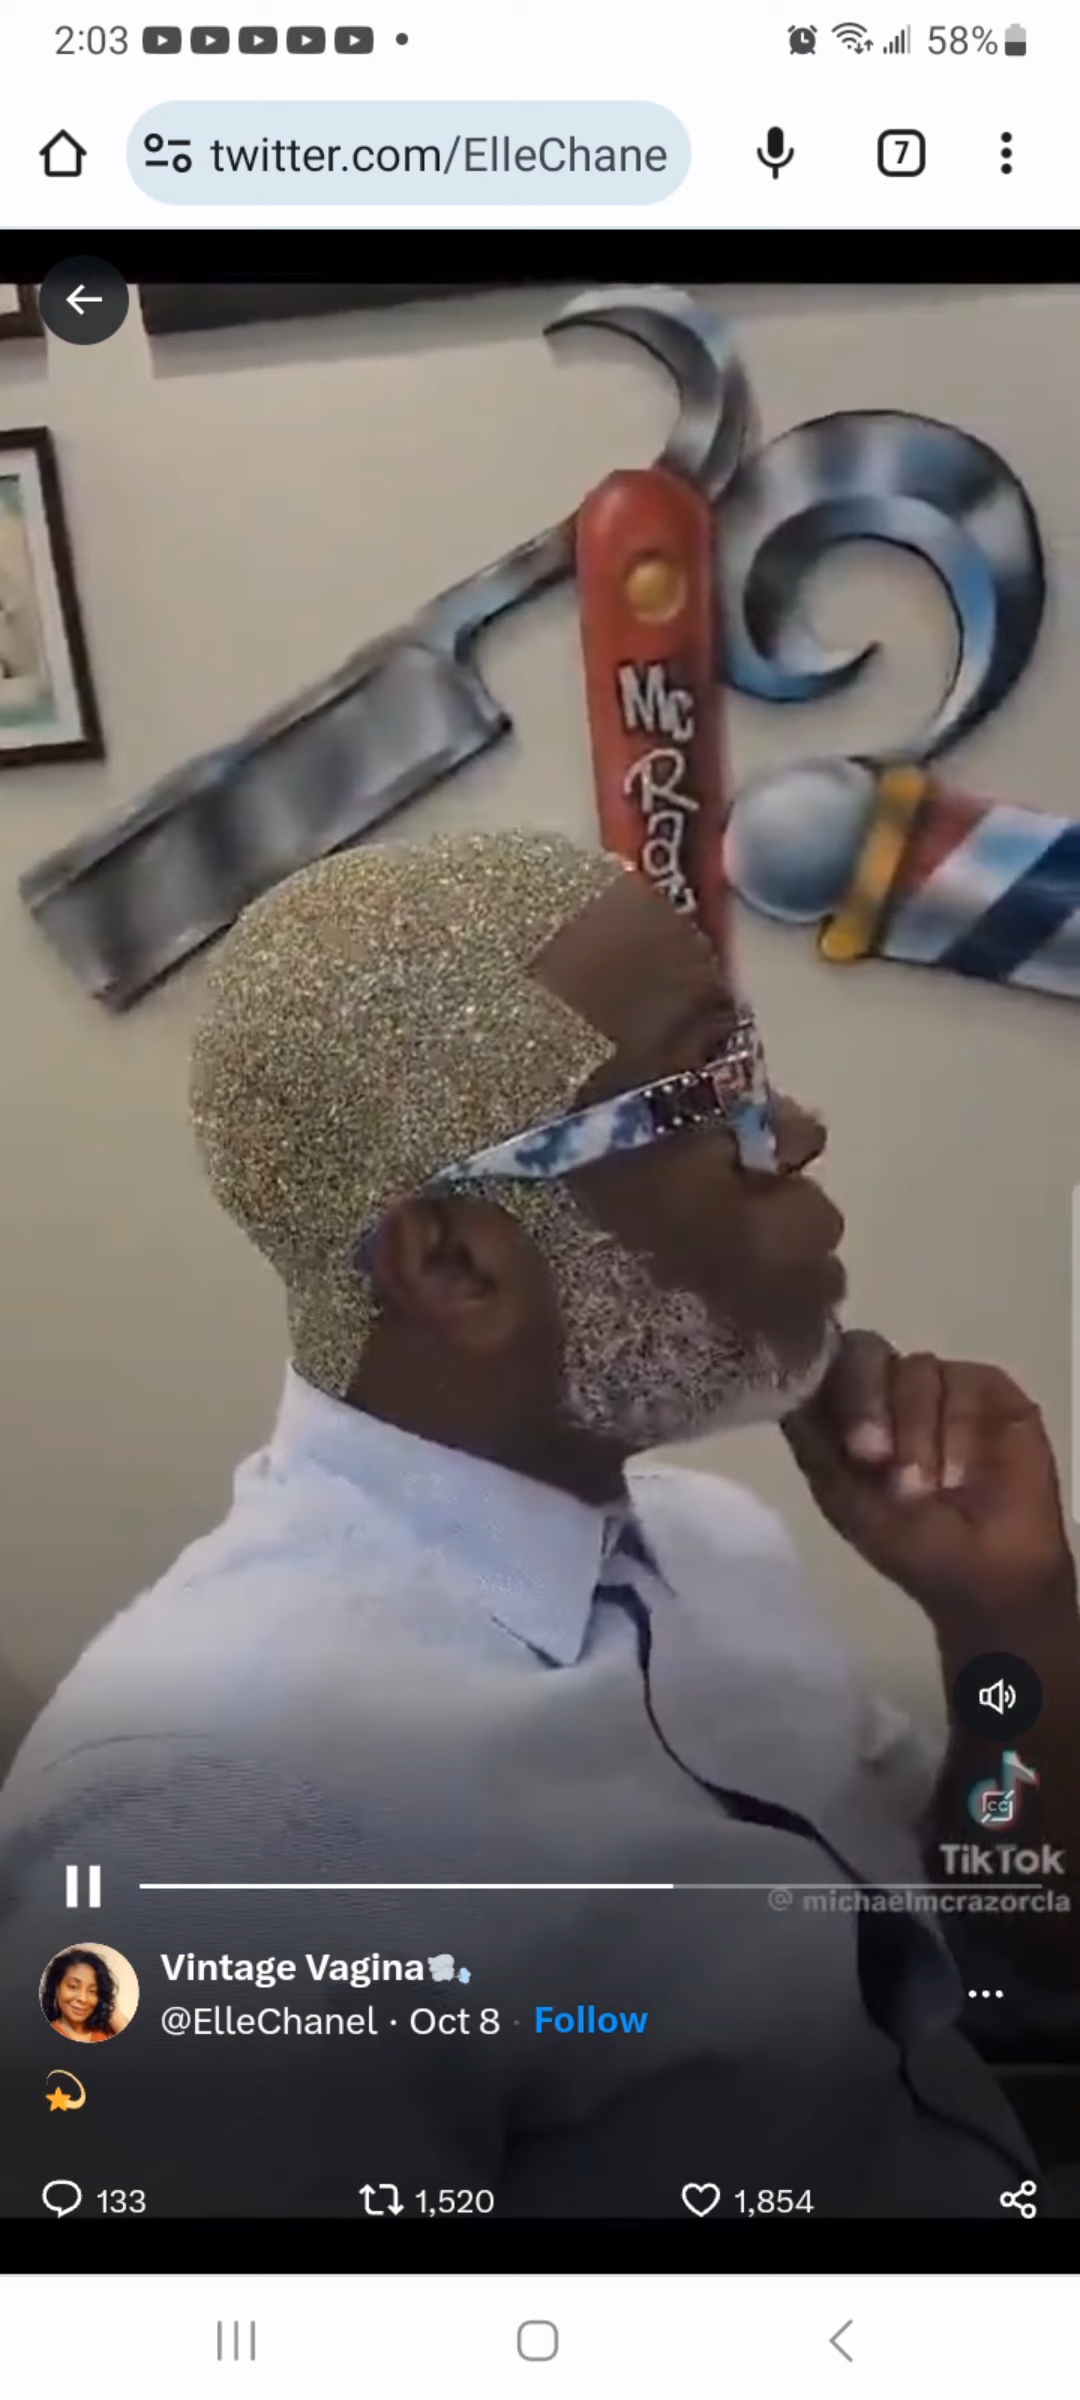 2:03
58%
twitter.com/ElleChane
7
Mc
Raz
TikTok
@michaelmcrazorcla
Vintage Vagina
@ElleChanel · Oct 8 · Follow
133
1,520
1,854